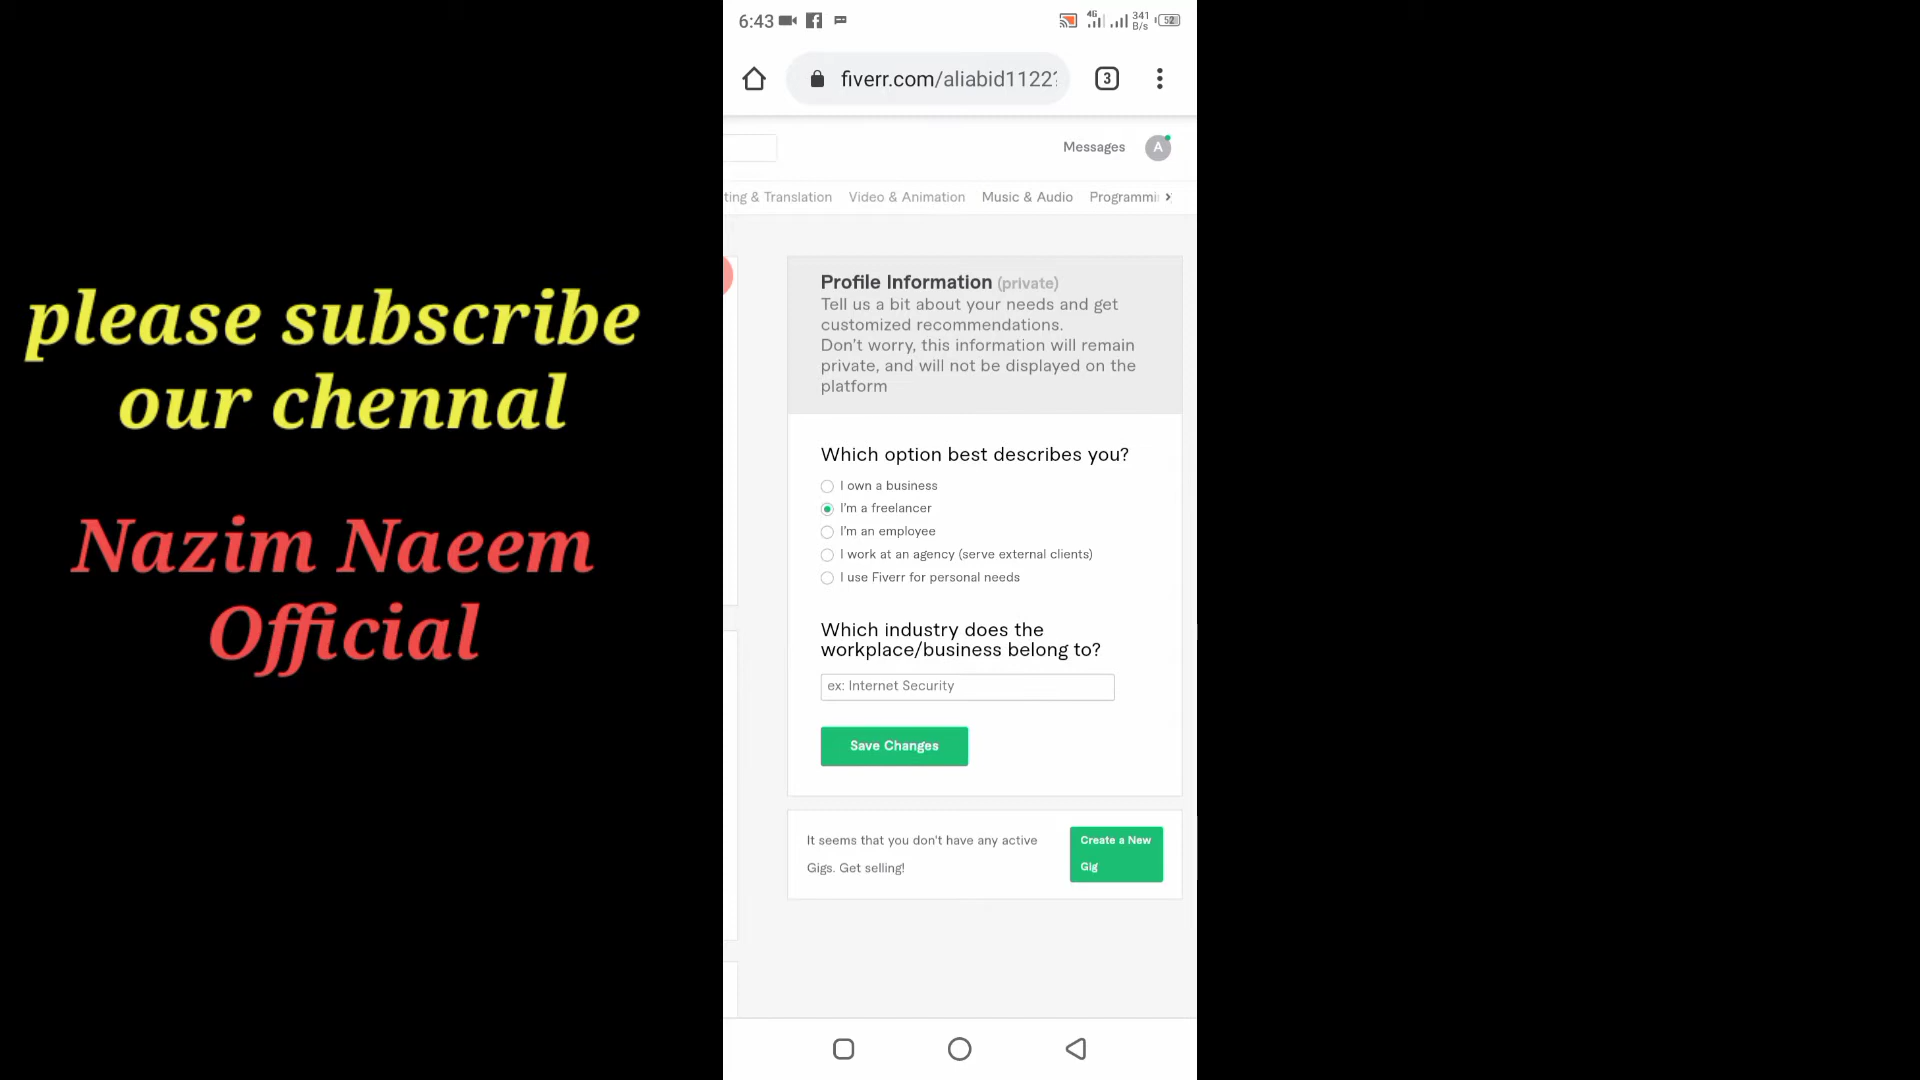 please subscribe
our chennal
Nazim Naeem
Official
6:43
4G
341
B/s
52
fiverr.com/aliabid1122?
3
Messages
A
ting & Translation Video & Animation Music & Audio Programmi
Profile Information (private)
Tell us a bit about your needs and get
customized recommendations.
Don't worry, this information will remain
private, and will not be displayed on the
platform
Which option best describes you?
I own a business
I'm a freelancer
I'm an employee
I work at an agency (serve external clients)
I use Fiverr for personal needs
Which industry does the
workplace/business belong to?
ex: Internet Security
Save Changes
It seems that you don't have any active
Gigs. Get selling!
Create a New
Gig